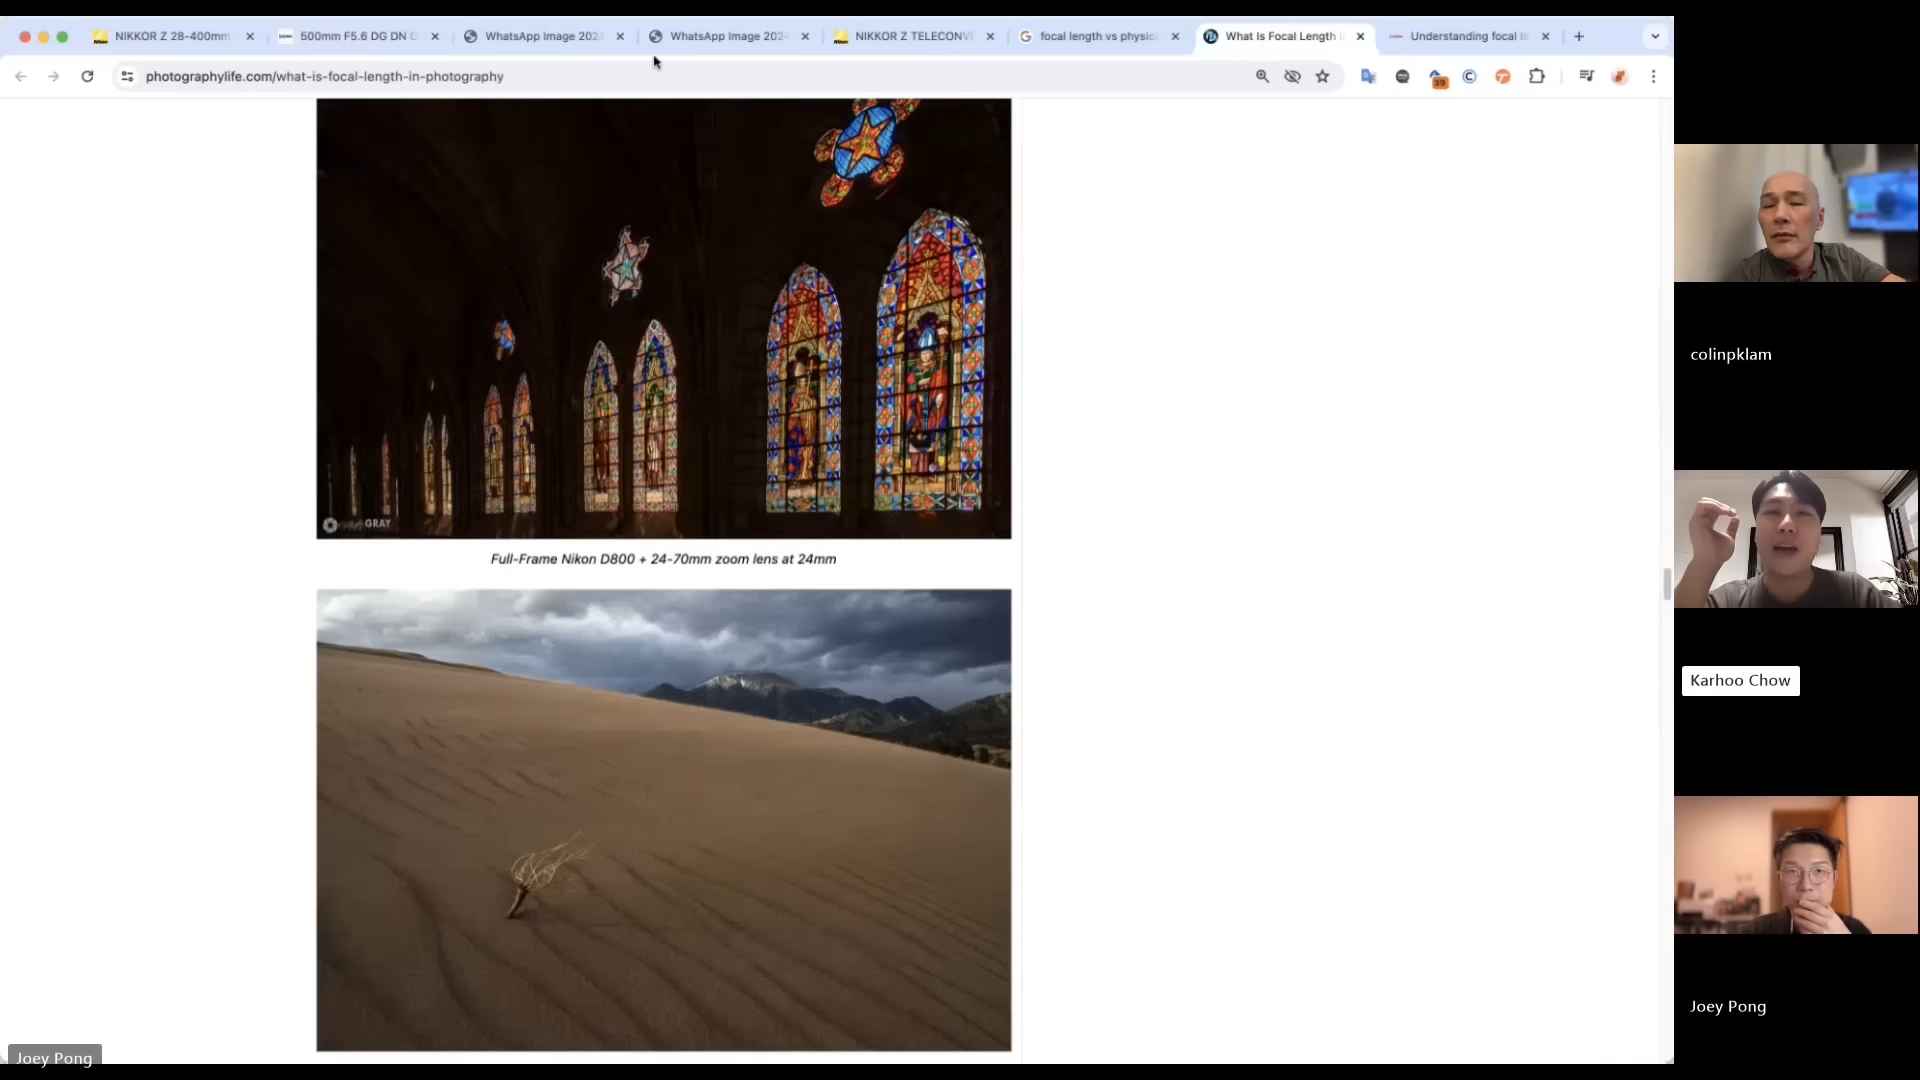 NIKKOR Z 28-400mm
500mm F5.6 DG DN
WhatsApp Image 202
WhatsApp Image 202
NIKKOR Z TELECONV
focal length vs physic
What Is Focal Length
Understanding focal le
photographylife.com/what-is-focal-length-in-photography
39
GRAY
Full-Frame Nikon D800 + 24-70mm zoom lens at 24mm
colinpklam
Karhoo Chow
Joey Pong
Joey Pong